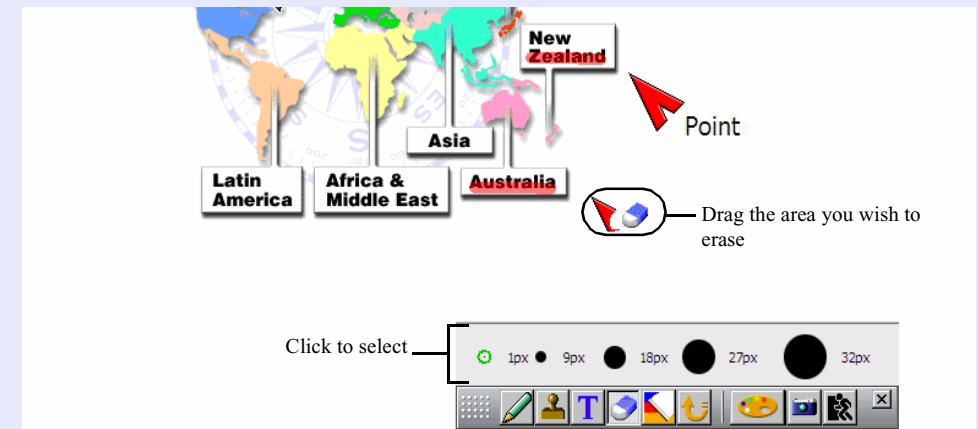 New
Zealand
Point
Asia
Latin
America
Africa &
Middle East
Australia
Drag the area you wish to
erase
Click to select
1px 9px 18px 27px 32px
T